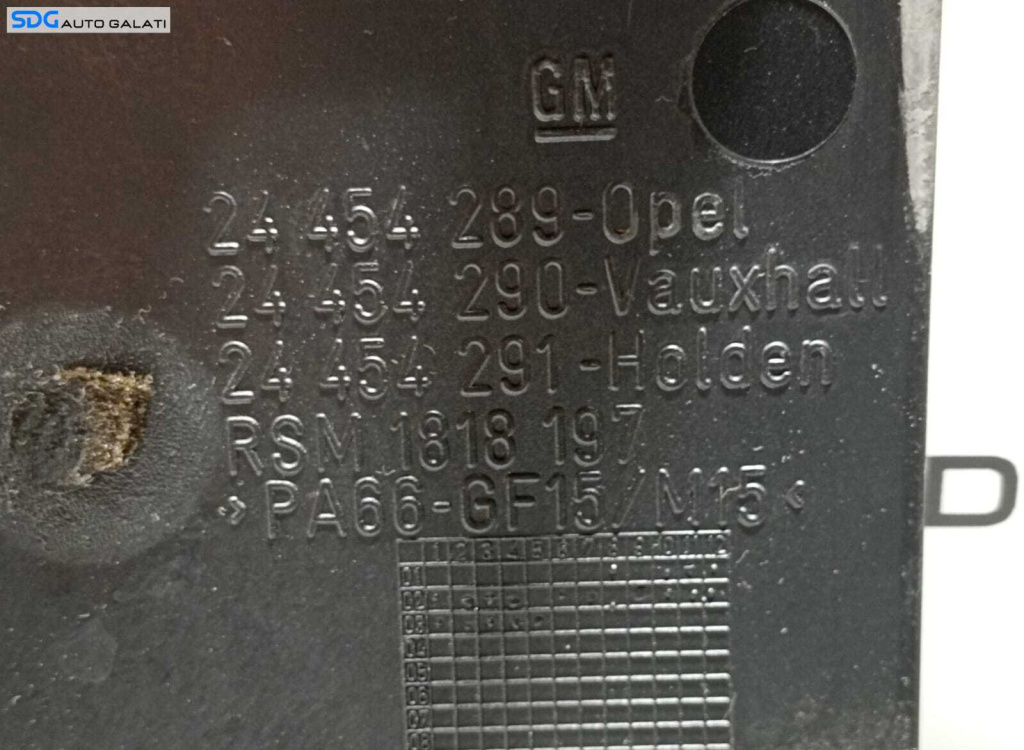 SDG AUTO GALATI
GM
24 454 289-Opel
24 454 290-Vauxhall
24 454 291-Holden
RSM 1818 197
>PA66-GF15/M15<
D
1 2 3 4 5 6 7 8 9 10 11 12
01
02
03
04
05
06
07
08